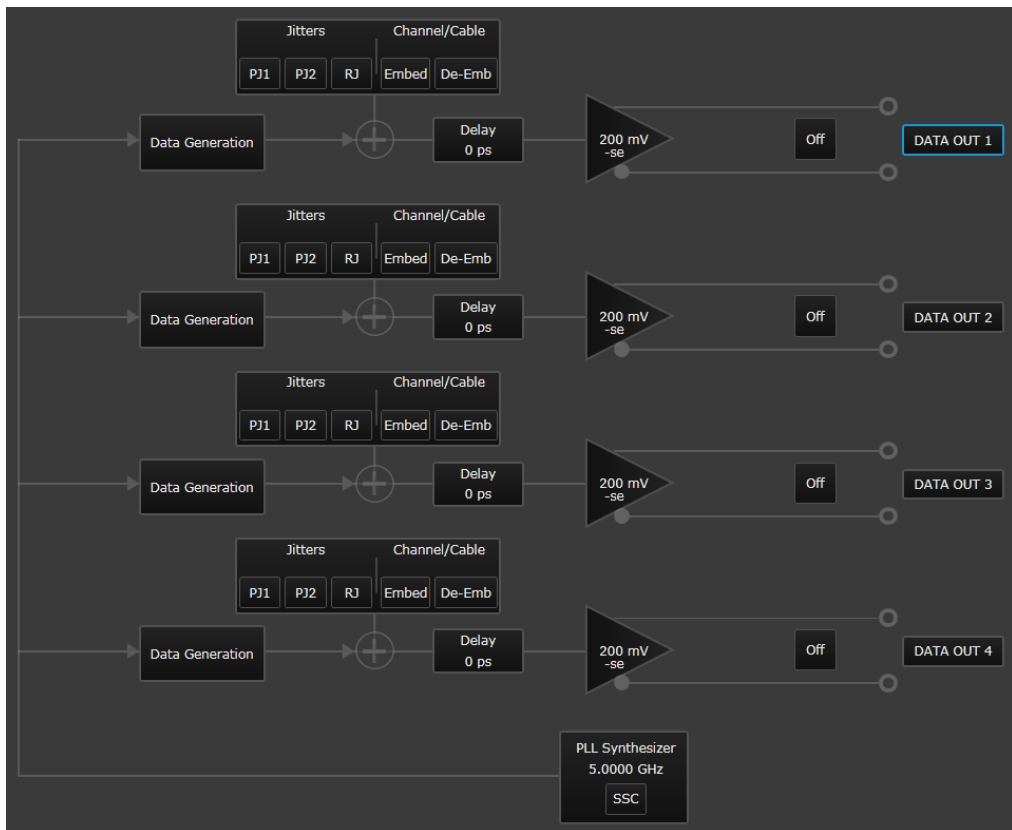 Jitters Channel/Cable
PJ1 PJ2 RJ Embed De-Emb
Data Generation
Delay
0 ps
200 mV
-se
Off
DATA OUT 1
Jitters Channel/Cable
PJ1 PJ2 RJ Embed De-Emb
Data Generation
Delay
0 ps
200 mV
-se
Off
DATA OUT 2
Jitters Channel/Cable
PJ1 PJ2 RJ Embed De-Emb
Data Generation
Delay
0 ps
200 mV
-se
Off
DATA OUT 3
Jitters Channel/Cable
PJ1 PJ2 RJ Embed De-Emb
Data Generation
Delay
0 ps
200 mV
-se
Off
DATA OUT 4
PLL Synthesizer
5.0000 GHz
SSC